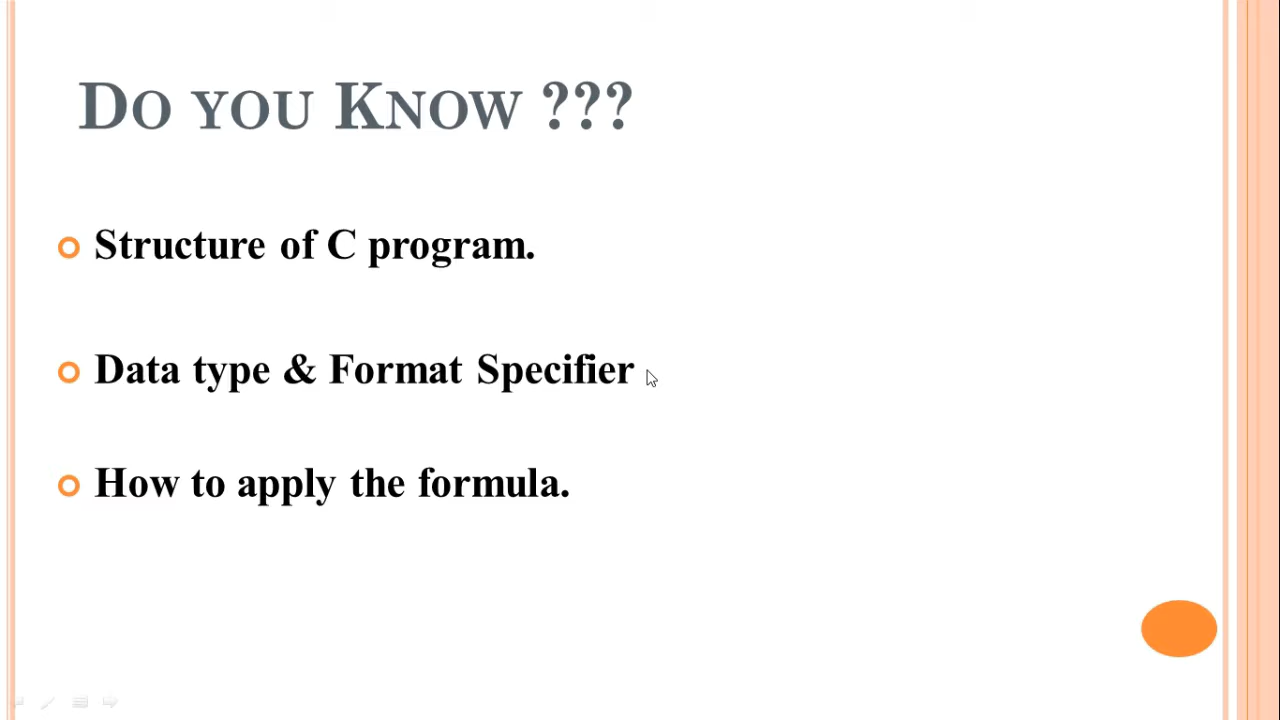 Do you Know ???
Structure of C program.
Data type & Format Specifier
How to apply the formula.